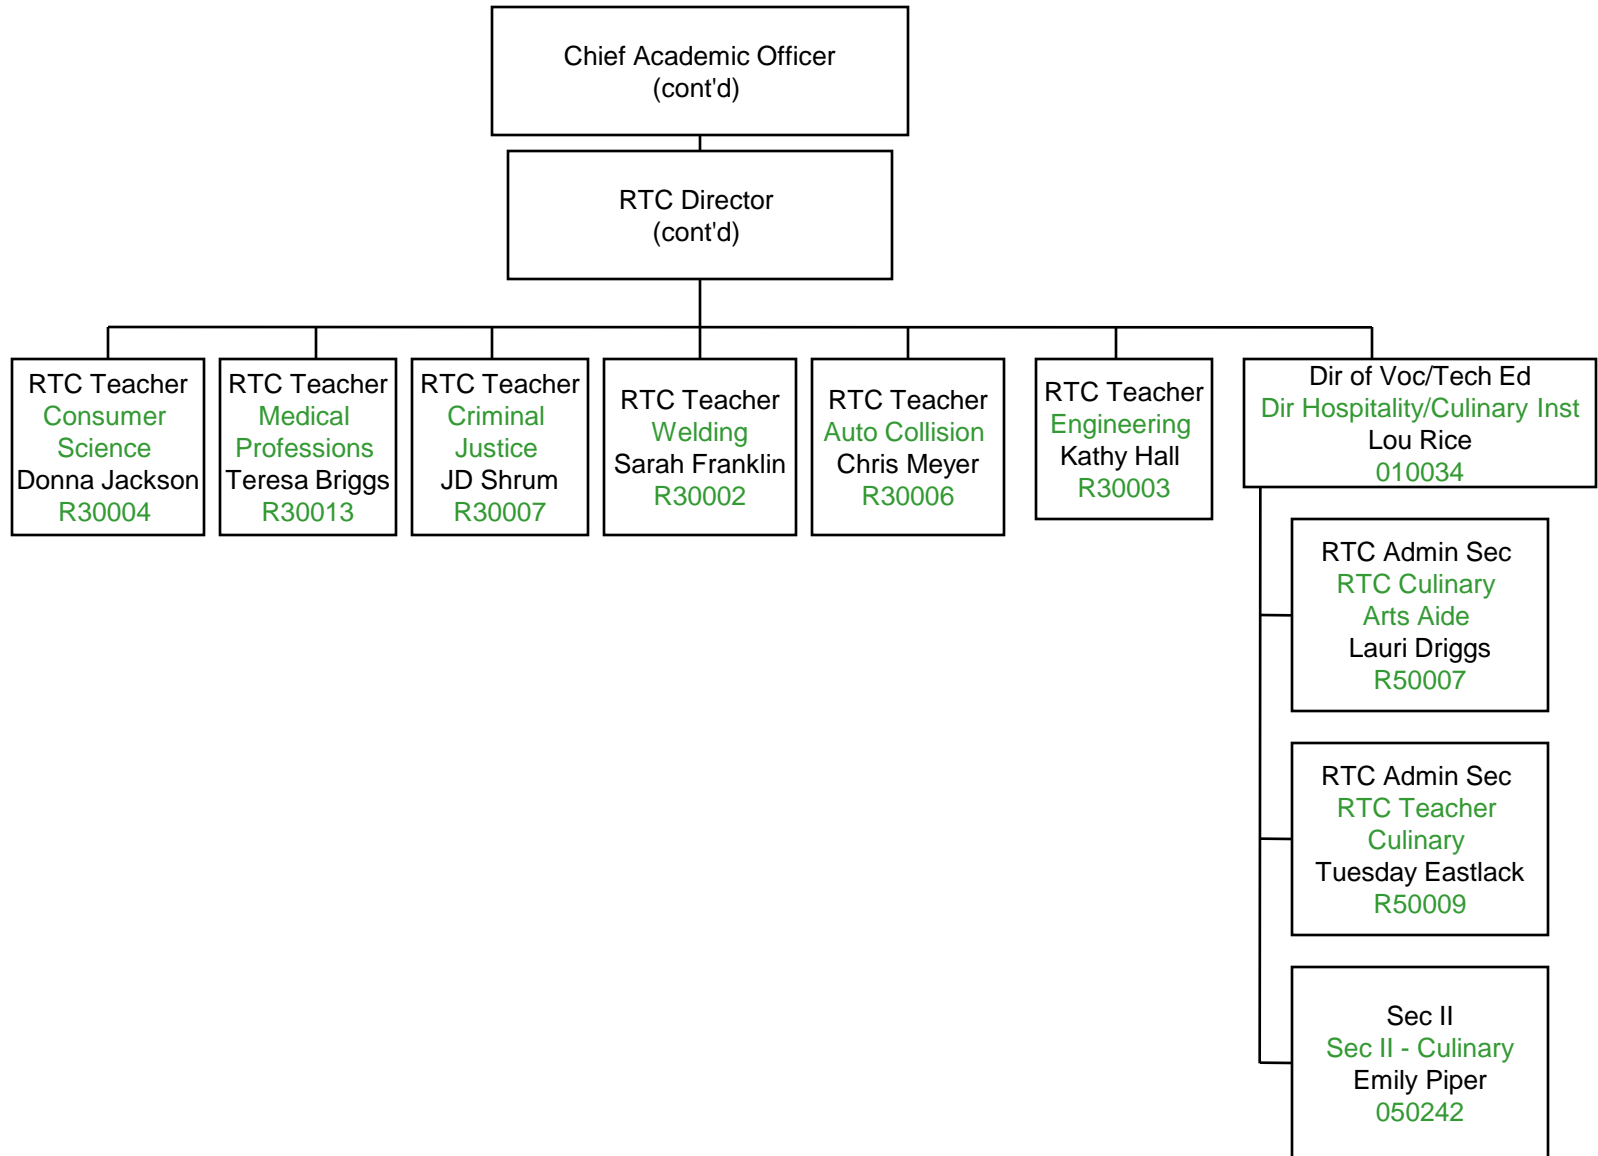 Chief Academic Officer
(cont'd)
RTC Director
(cont'd)
RTC Teacher
Consumer
Science
Donna Jackson
R30004
RTC Teacher
Medical
Professions
Teresa Briggs
R30013
RTC Teacher
Criminal
Justice
JD Shrum
R30007
RTC Teacher
Welding
Sarah Franklin
R30002
RTC Teacher
Auto Collision
Chris Meyer
R30006
RTC Teacher
Engineering
Kathy Hall
R30003
Dir of Voc/Tech Ed
Dir Hospitality/Culinary Inst
Lou Rice
010034
RTC Admin Sec
RTC Culinary
Arts Aide
Lauri Driggs
R50007
RTC Admin Sec
RTC Teacher
Culinary
Tuesday Eastlack
R50009
Sec II
Sec II - Culinary
Emily Piper
050242